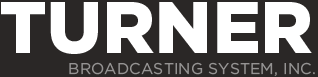 TURNER
BROADCASTING SYSTEM, INC.